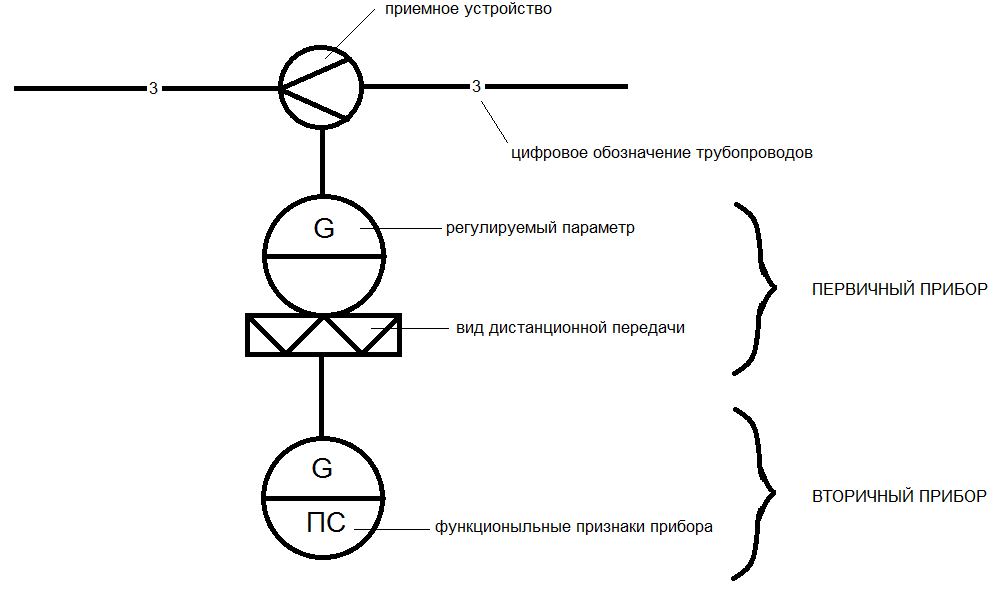 приемное устройство
3
3
цифровое обозначение трубопроводов
G
регулируемый параметр
ПЕРВИЧНЫЙ ПРИБОР
вид дистанционной передачи
G
ВТОРИЧНЫЙ ПРИБОР
ПС
функционыльные признаки прибора